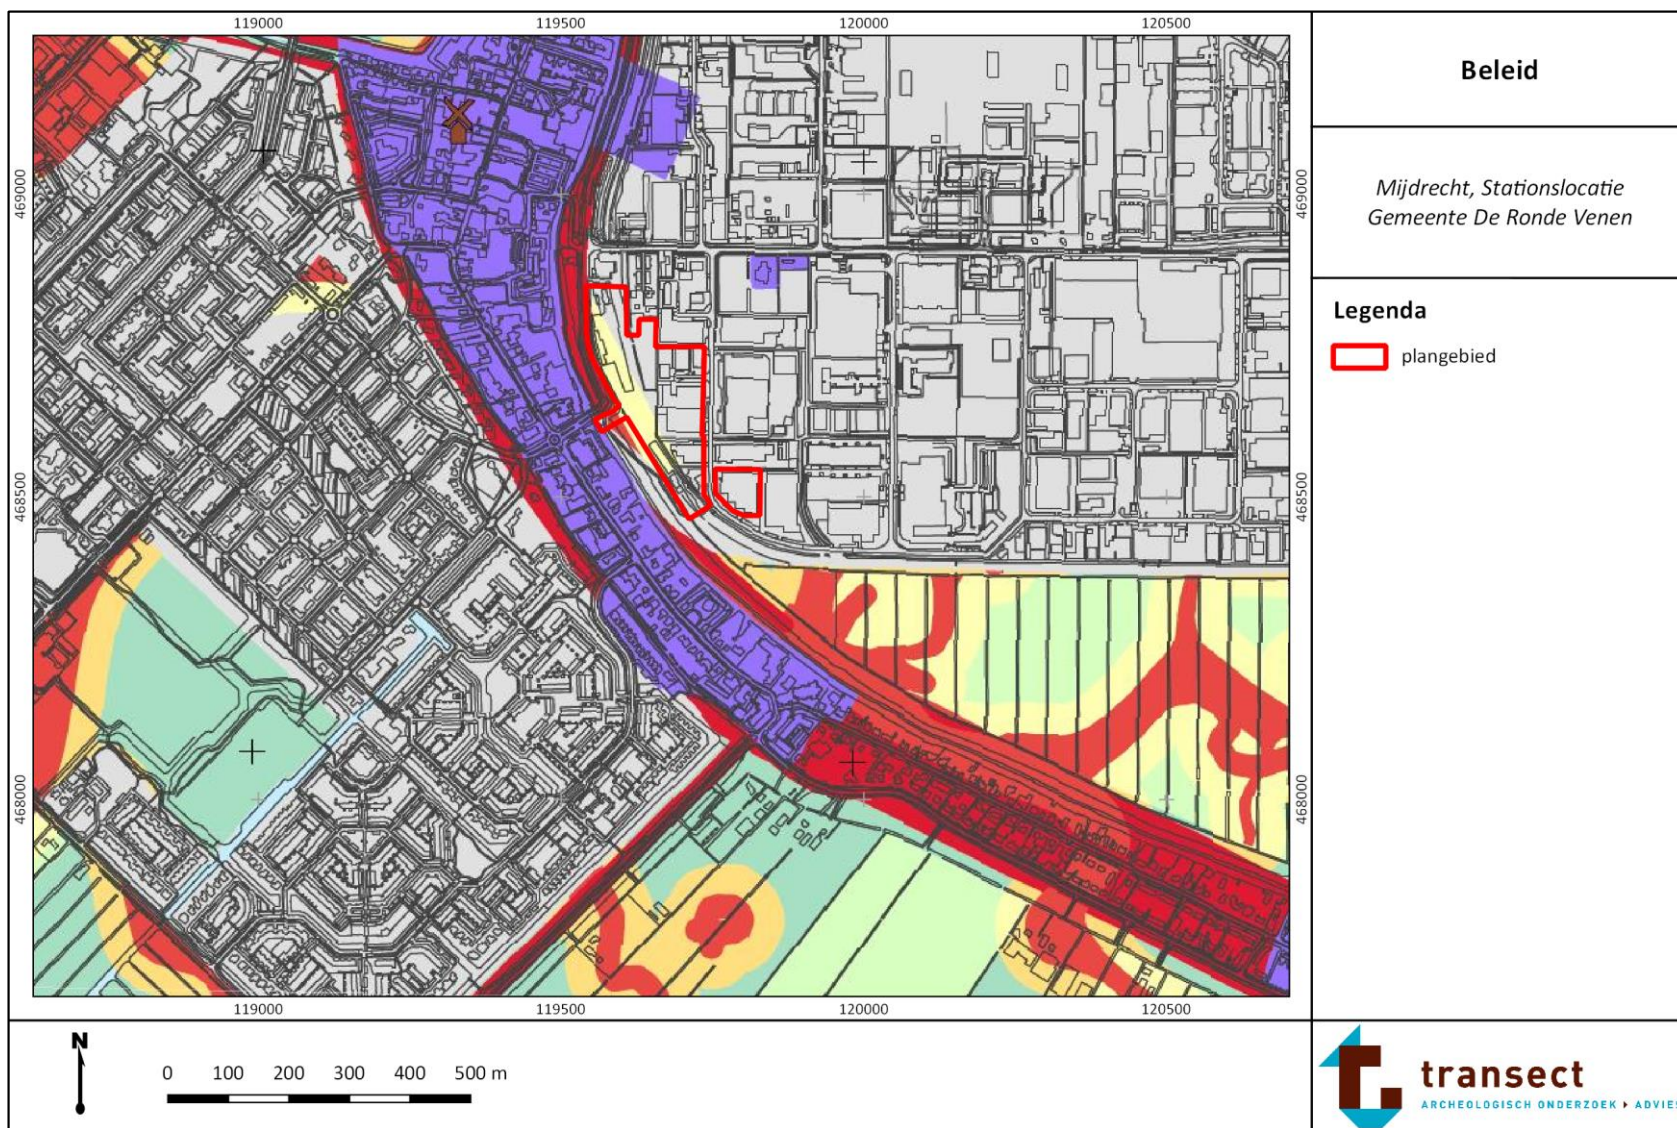 119000 119500 120000 120500
469000
468500
468000
469000
468500
468000
119000 119500 120000 120500
N
0 100 200 300 400 500 m
Beleid
Mijdrecht, Stationslocatie
Gemeente De Ronde Venen
Legenda
plangebied
transect
ARCHEOLOGISCH ONDERZOEK ▸ ADVIES